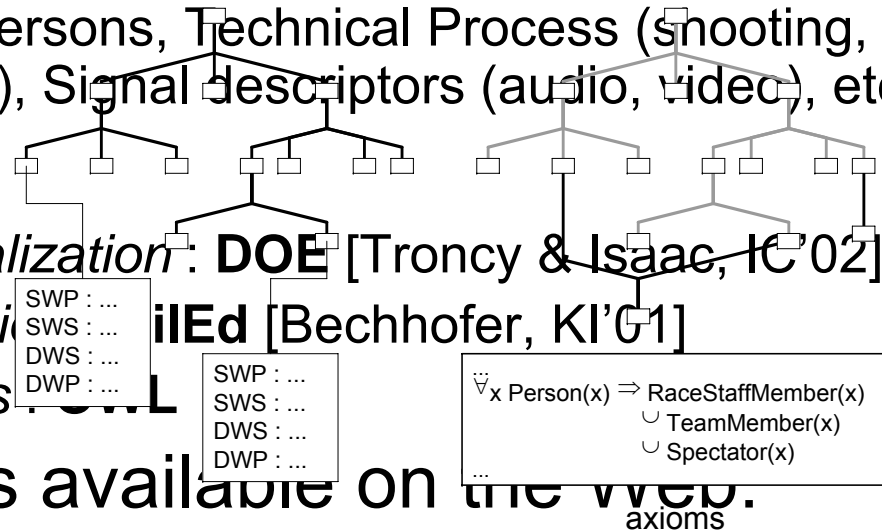 ersons, Technical Process (shooting,
), Signal descriptors (audio, video), etc
alization : DOE [Troncy & Isaac, IC'02]
ilEd [Bechhofer, KI'01]
s available on the Web.
SWP : ...
SWS : ...
DWS : ...
DWP : ...
SWP : ...
SWS : ...
DWS : ...
DWP : ...
...
∀x Person(x) ⇒ RaceStaffMember(x)
∪ TeamMember(x)
∪ Spectator(x)
...
axioms